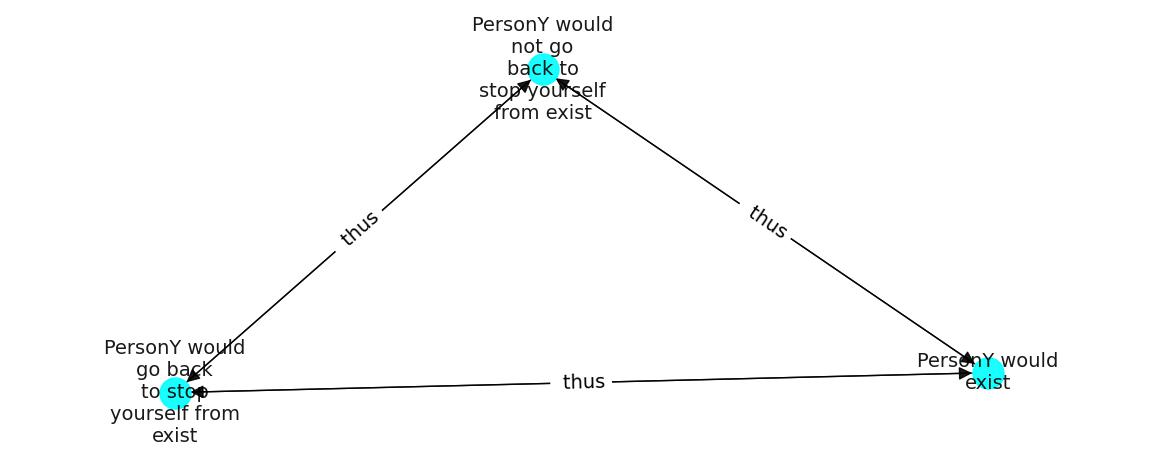 PersonY would
not go
back to
stop yourself
from exist
thus
thus
PersonY would
go back
to stop
yourself from
exist
thus
PersonY would
exist